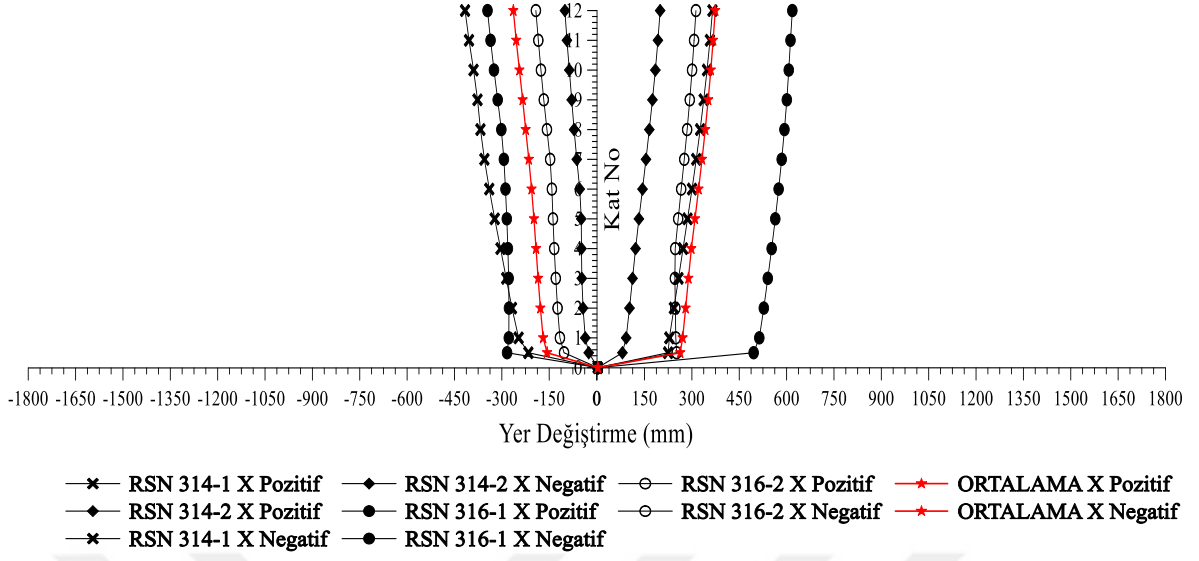 12
11
10
9
8
7
6
5
4
3
2
1
0
Kat No
-1800 -1650 -1500 -1350 -1200 -1050 -900 -750 -600 -450 -300 -150 0 150 300 450 600 750 900 1050 1200 1350 1500 1650 1800
Yer Değiştirme (mm)
RSN 314-1 X Pozitif RSN 314-2 X Negatif RSN 316-2 X Pozitif ORTALAMA X Pozitif
RSN 314-2 X Pozitif RSN 316-1 X Pozitif RSN 316-2 X Negatif ORTALAMA X Negatif
RSN 314-1 X Negatif RSN 316-1 X Negatif